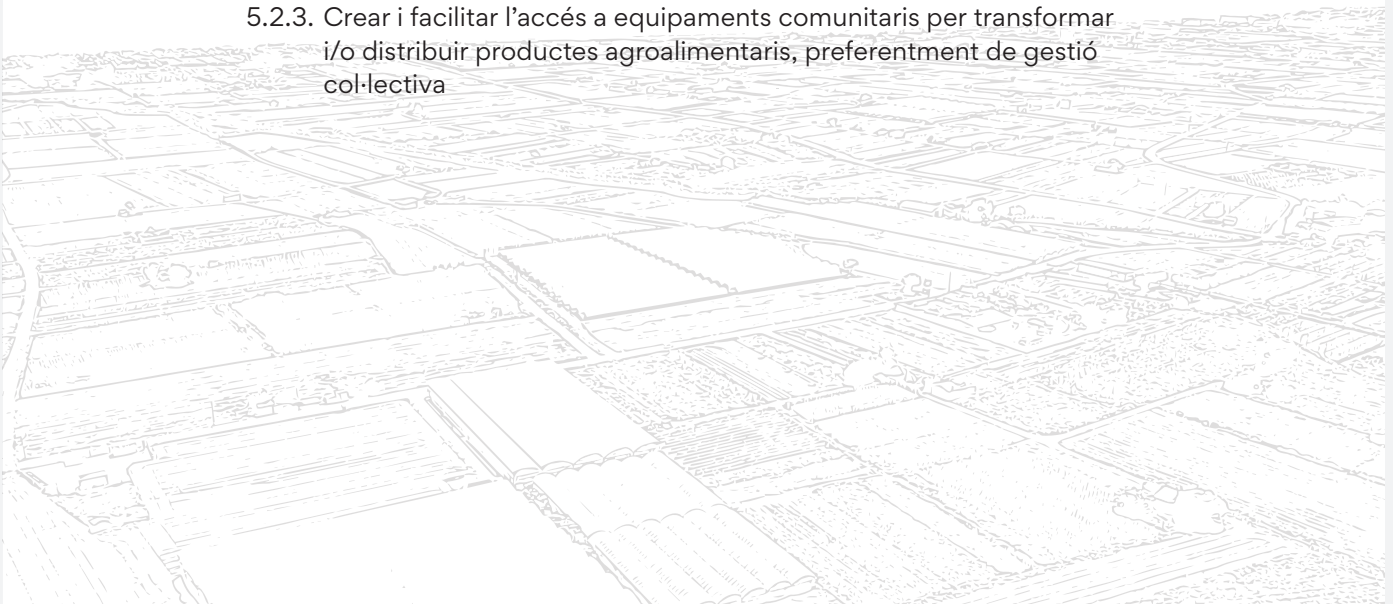 5.2.3. Crear i facilitar l’accés a equipaments comunitaris per transformar
i/o distribuir productes agroalimentaris, preferentment de gestió
col·lectiva